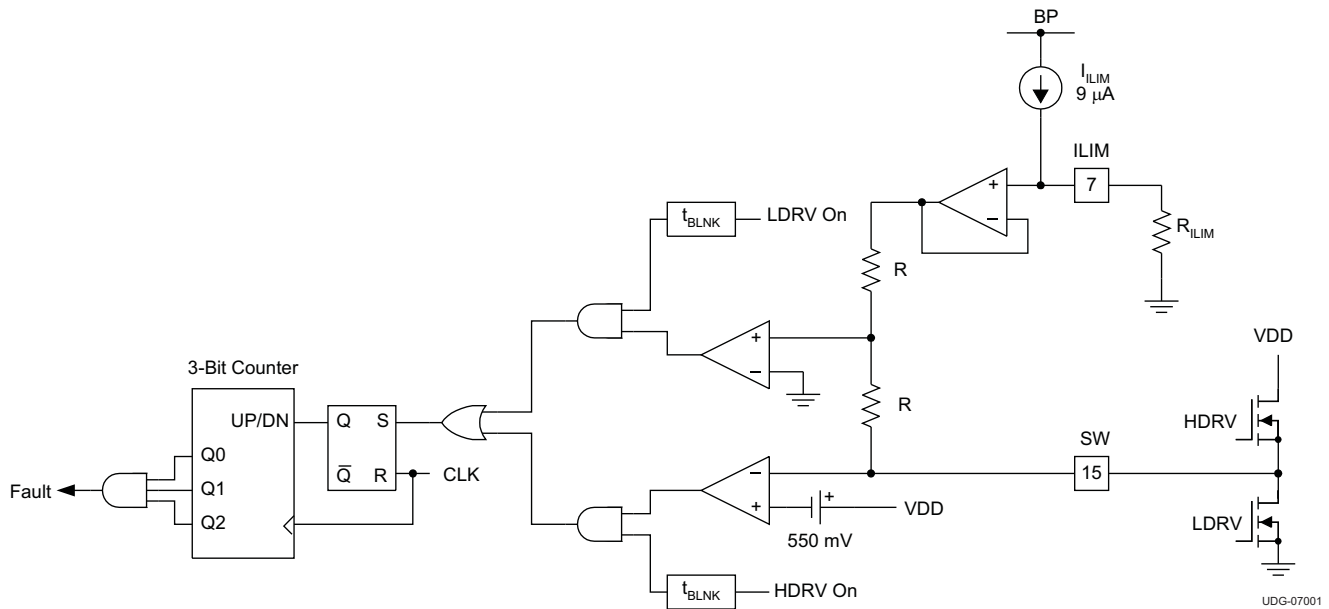 BP
I_ILIM
9 μA
ILIM
7
+
−
R_ILIM
t_BLNK
LDRV On
R
+
−
VDD
3-Bit Counter
R
HDRV
UP/DN
Q
S
SW
Q0
Q̅
R
CLK
−
15
Fault
Q1
+
+
VDD
LDRV
Q2
550 mV
t_BLNK
HDRV On
UDG-07001